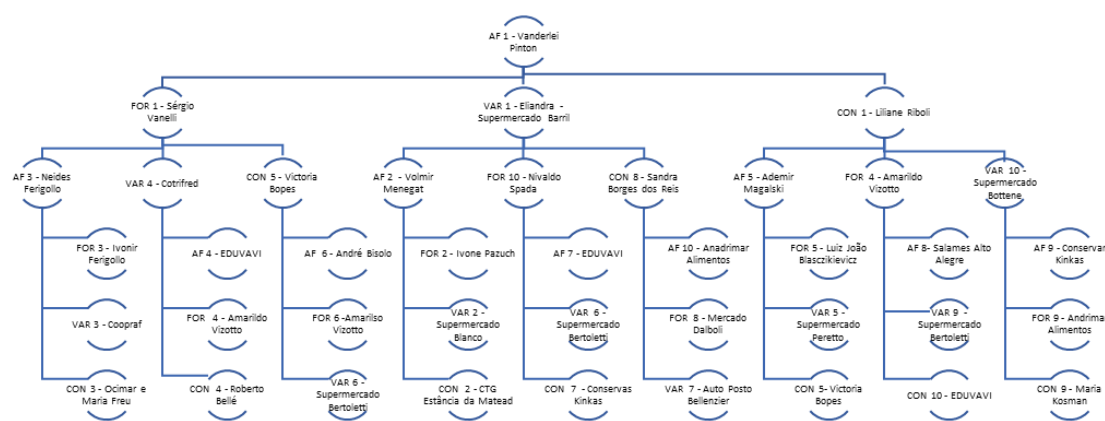 AF 1 - Vanderlei
Pinton
FOR 1 - Sérgio
Vanelli
VAR 1 - Eliandra -
Supermercado Barril
CON 1 - Liliane Riboli
AF 3 - Neides
Ferigollo
VAR 4 - Cotrifred
CON 5 - Victoria
Bopes
AF 2 - Volmir
Menegat
FOR 10 - Nivaldo
Spada
CON 8 - Sandra
Borges dos Reis
AF 5 - Ademir
Magalski
FOR 4 - Amarildo
Vizotto
VAR 10 -
Supermercado
Bottene
FOR 3 - Ivonir
Ferigollo
AF 4 - EDUVAVI
AF 6 - André Bisolo
FOR 2 - Ivone Pazuch
AF 7 - EDUVAVI
AF 10 - Anadrimar
Alimentos
FOR 5 - Luiz João
Blasczikievicz
AF 8- Salames Alto
Alegre
AF 9 - Conservar
Kinkas
VAR 3 - Coopraf
FOR 4 - Amarildo
Vizotto
FOR 6 -Amarilso
Vizotto
VAR 2 -
Supermercado
Blanco
VAR 6 -
Supermercado
Bertoletti
FOR 8 - Mercado
Dalboli
VAR 5 -
Supermercado
Peretto
VAR 9 -
Supermercado
Bertoletti
FOR 9 - Andrimar
Alimentos
CON 3 - Ocimar e
Maria Freu
CON 4 - Roberto
Bellé
VAR 6 -
Supermercado
Bertoletti
CON 2 - CTG
Estância da Matead
CON 7 - Conservas
Kinkas
VAR 7 - Auto Posto
Bellenzier
CON 5- Victoria
Bopes
CON 10 - EDUVAVI
CON 9 - Maria
Kosman